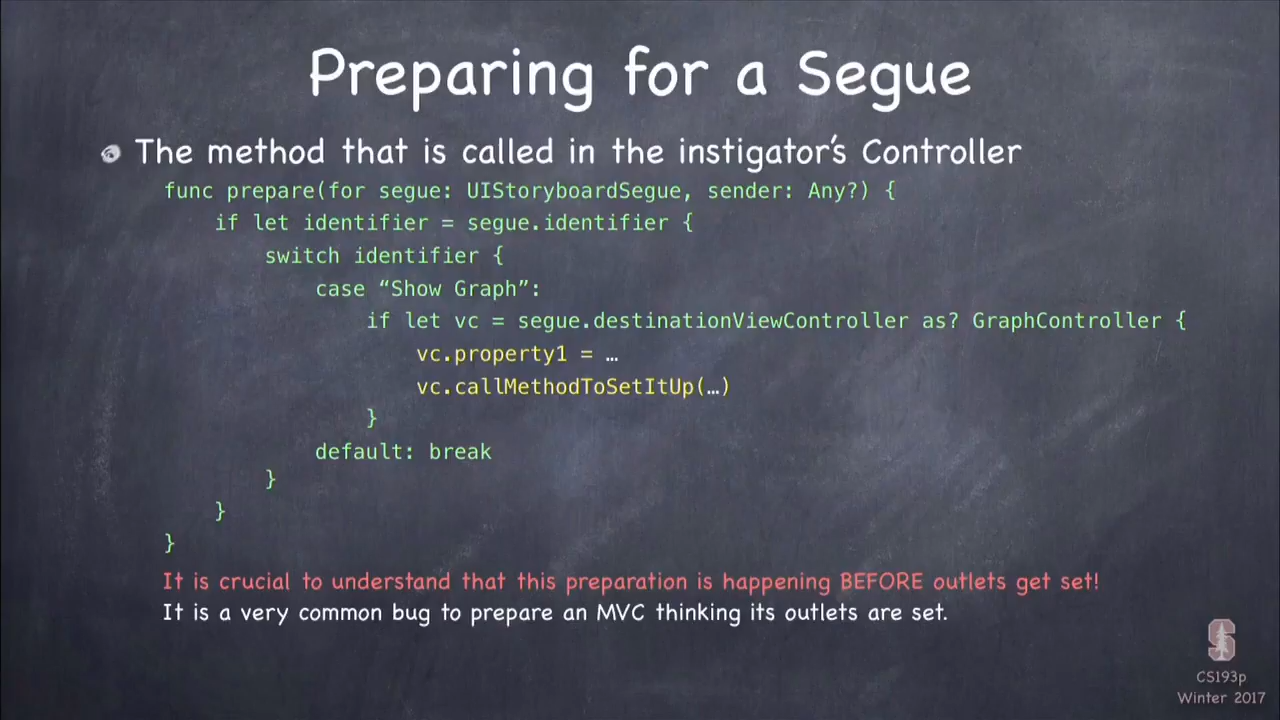 Preparing for a Segue
The method that is called in the instigator's Controller
func prepare(for segue: UIStoryboardSegue, sender: Any?) {
if let identifier = segue.identifier {
switch identifier {
case “Show Graph”:
if let vc = segue.destinationViewController as? GraphController {
vc.property1 = …
vc.callMethodToSetItUp(…)
}
default: break
}
}
}
It is crucial to understand that this preparation is happening BEFORE outlets get set!
It is a very common bug to prepare an MVC thinking its outlets are set.
S
CS193p
Winter 2017